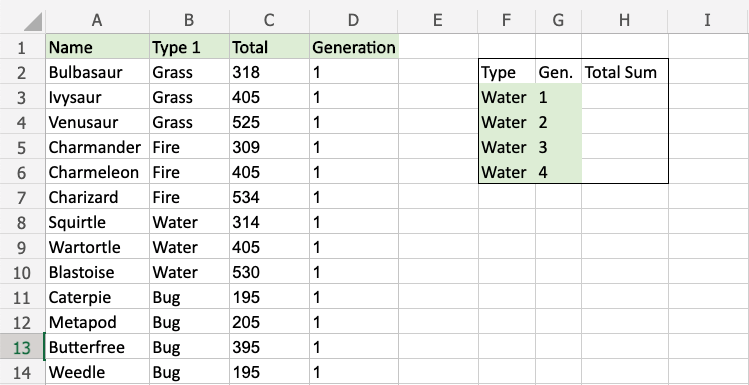 A B C D E F G H I
1 Name Type 1 Total Generation
2 Bulbasaur Grass 318 1 Type Gen. Total Sum
3 Ivysaur Grass 405 1 Water 1
4 Venusaur Grass 525 1 Water 2
5 Charmander Fire 309 1 Water 3
6 Charmeleon Fire 405 1 Water 4
7 Charizard Fire 534 1
8 Squirtle Water 314 1
9 Wartortle Water 405 1
10 Blastoise Water 530 1
11 Caterpie Bug 195 1
12 Metapod Bug 205 1
13 Butterfree Bug 395 1
14 Weedle Bug 195 1